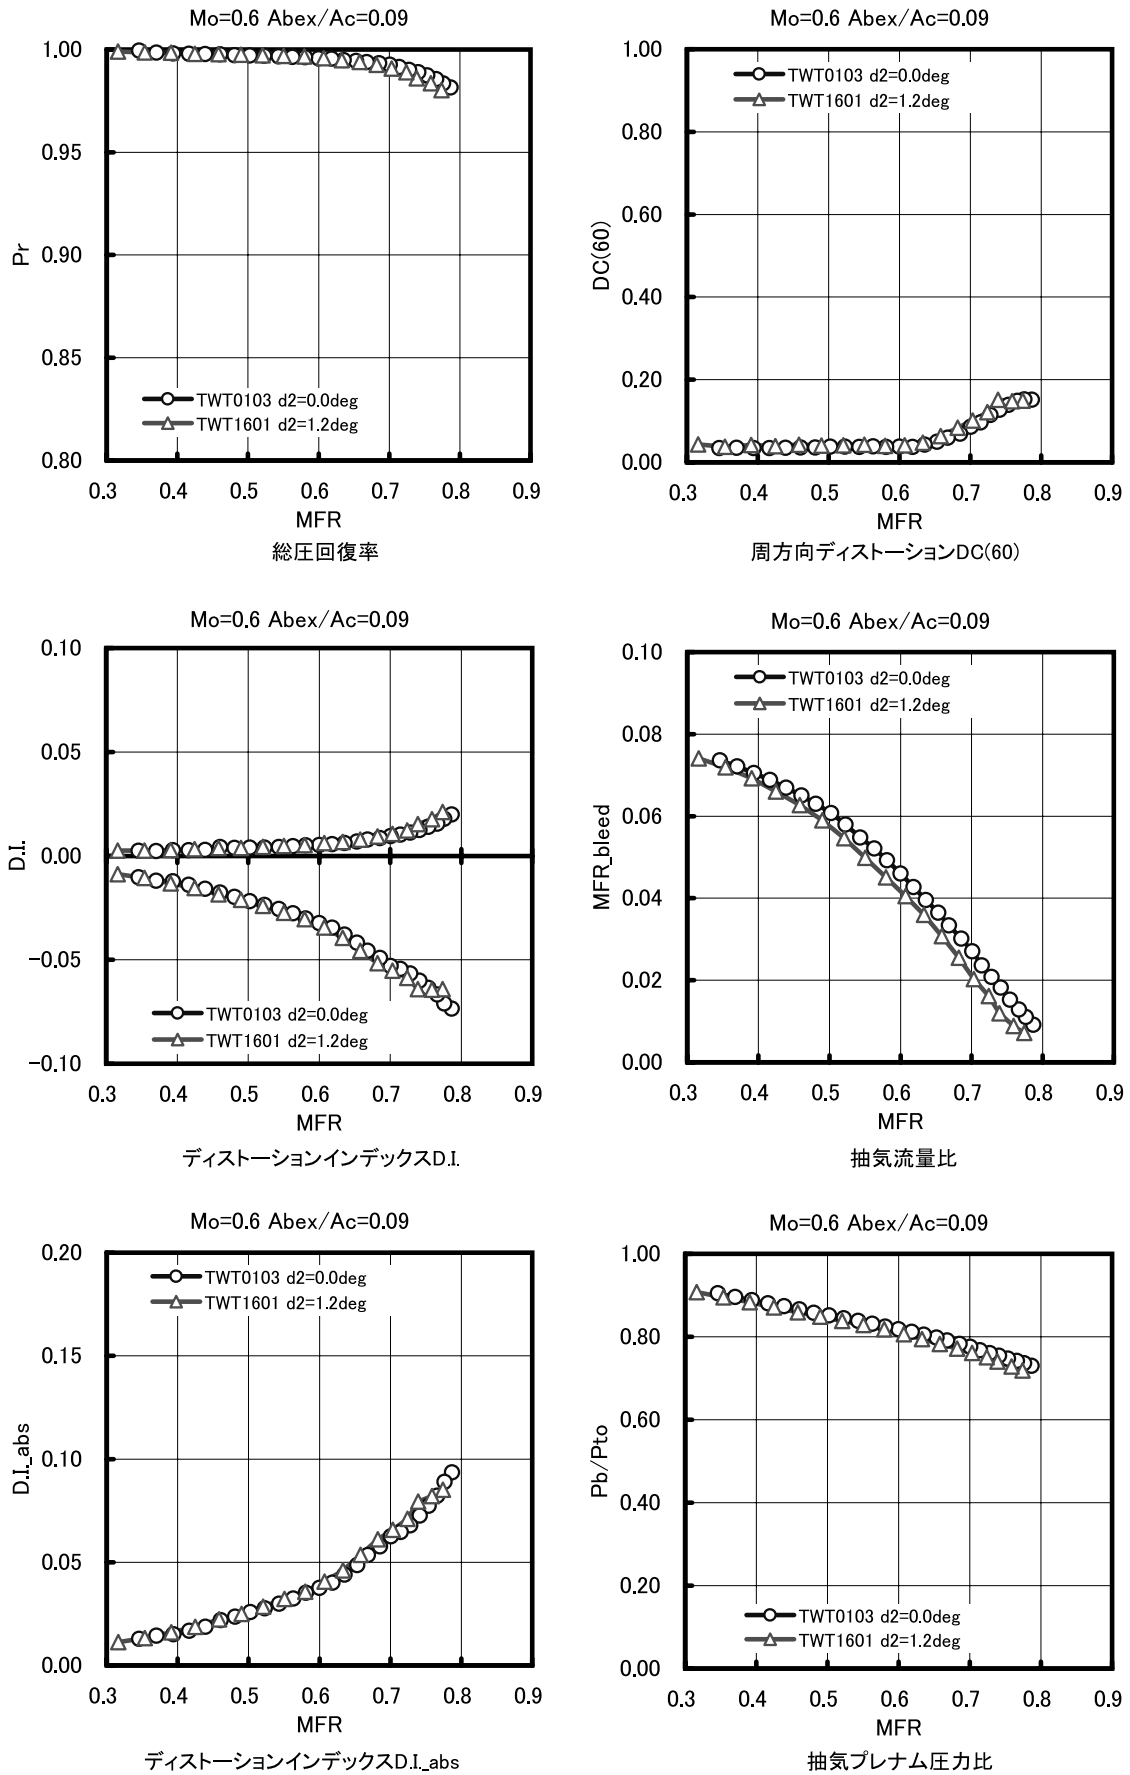 Mo=0.6 Abex/Ac=0.09
1.00
0.95
0.90
0.85
0.80
Pr
TWT0103 d2=0.0deg
TWT1601 d2=1.2deg
0.3 0.4 0.5 0.6 0.7 0.8 0.9
MFR
総圧回復率
Mo=0.6 Abex/Ac=0.09
1.00
0.80
0.60
0.40
0.20
0.00
DC(60)
TWT0103 d2=0.0deg
TWT1601 d2=1.2deg
0.3 0.4 0.5 0.6 0.7 0.8 0.9
MFR
周方向ディストーションDC(60)
Mo=0.6 Abex/Ac=0.09
0.10
0.05
0.00
-0.05
-0.10
D.I.
TWT0103 d2=0.0deg
TWT1601 d2=1.2deg
0.3 0.4 0.5 0.6 0.7 0.8 0.9
MFR
ディストーションインデックスD.I.
Mo=0.6 Abex/Ac=0.09
0.10
0.08
0.06
0.04
0.02
0.00
MFR_bleed
TWT0103 d2=0.0deg
TWT1601 d2=1.2deg
0.3 0.4 0.5 0.6 0.7 0.8 0.9
MFR
抽気流量比
Mo=0.6 Abex/Ac=0.09
0.20
0.15
0.10
0.05
0.00
D.I._abs
TWT0103 d2=0.0deg
TWT1601 d2=1.2deg
0.3 0.4 0.5 0.6 0.7 0.8 0.9
MFR
ディストーションインデックスD.I._abs
Mo=0.6 Abex/Ac=0.09
1.00
0.80
0.60
0.40
0.20
0.00
Pb/Pto
TWT0103 d2=0.0deg
TWT1601 d2=1.2deg
0.3 0.4 0.5 0.6 0.7 0.8 0.9
MFR
抽気プレナム圧力比